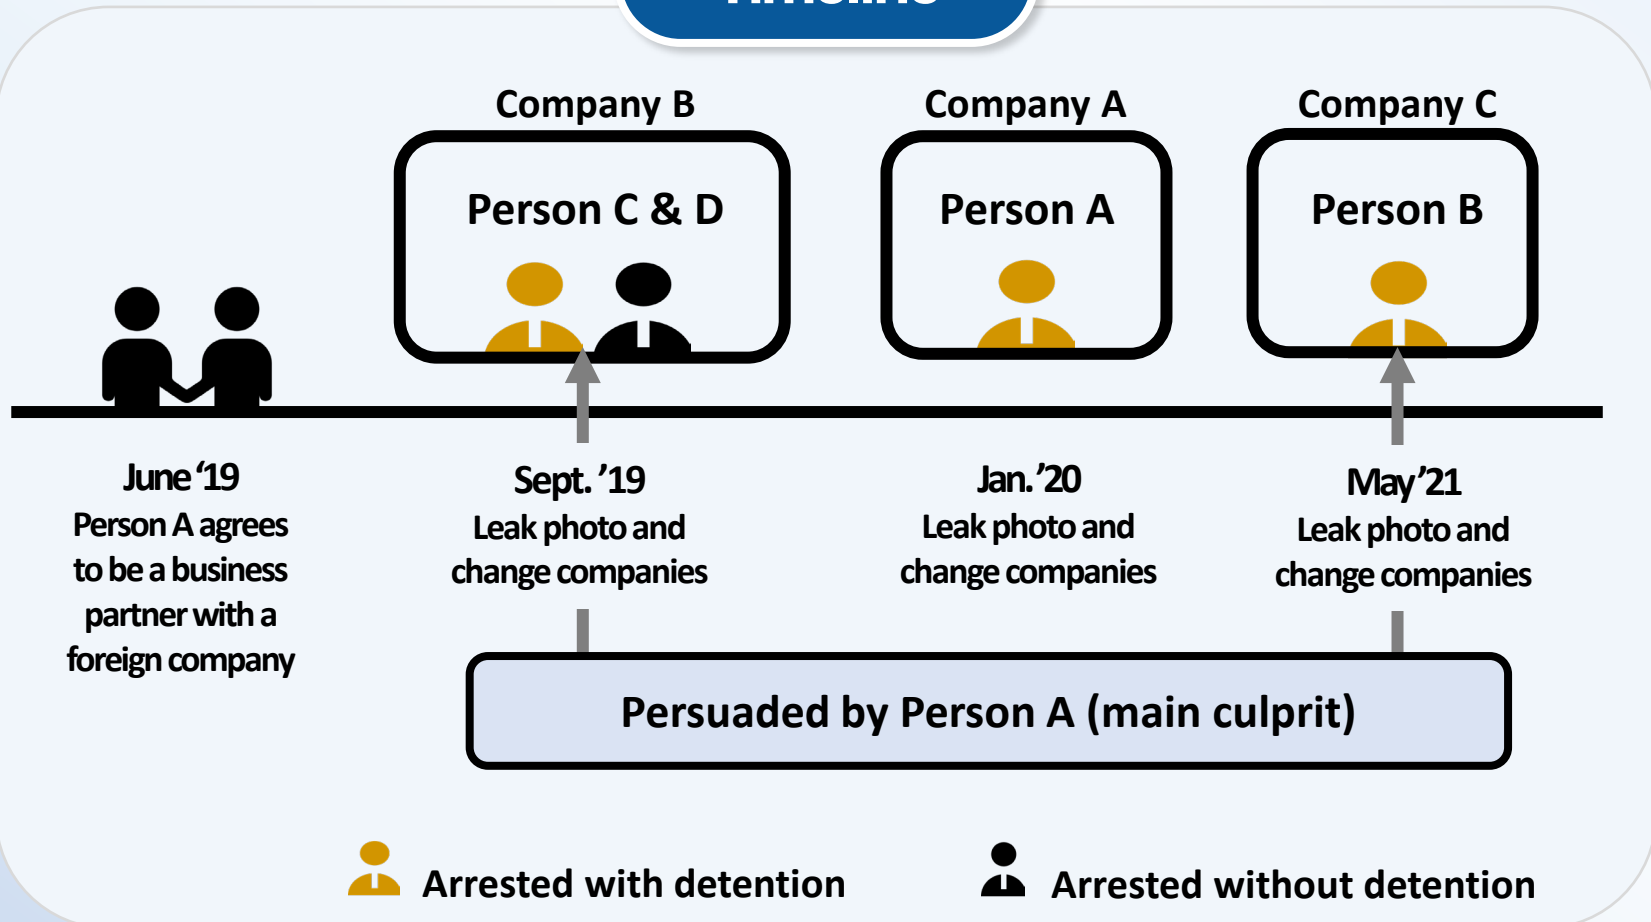 Timeline
Company B
Person C & D
Company A
Person A
Company C
Person B
June ‘19
Person A agrees
to be a business
partner with a
foreign company
Sept. ’19
Leak photo and
change companies
Jan. ’20
Leak photo and
change companies
May ’21
Leak photo and
change companies
Persuaded by Person A (main culprit)
Arrested with detention
Arrested without detention